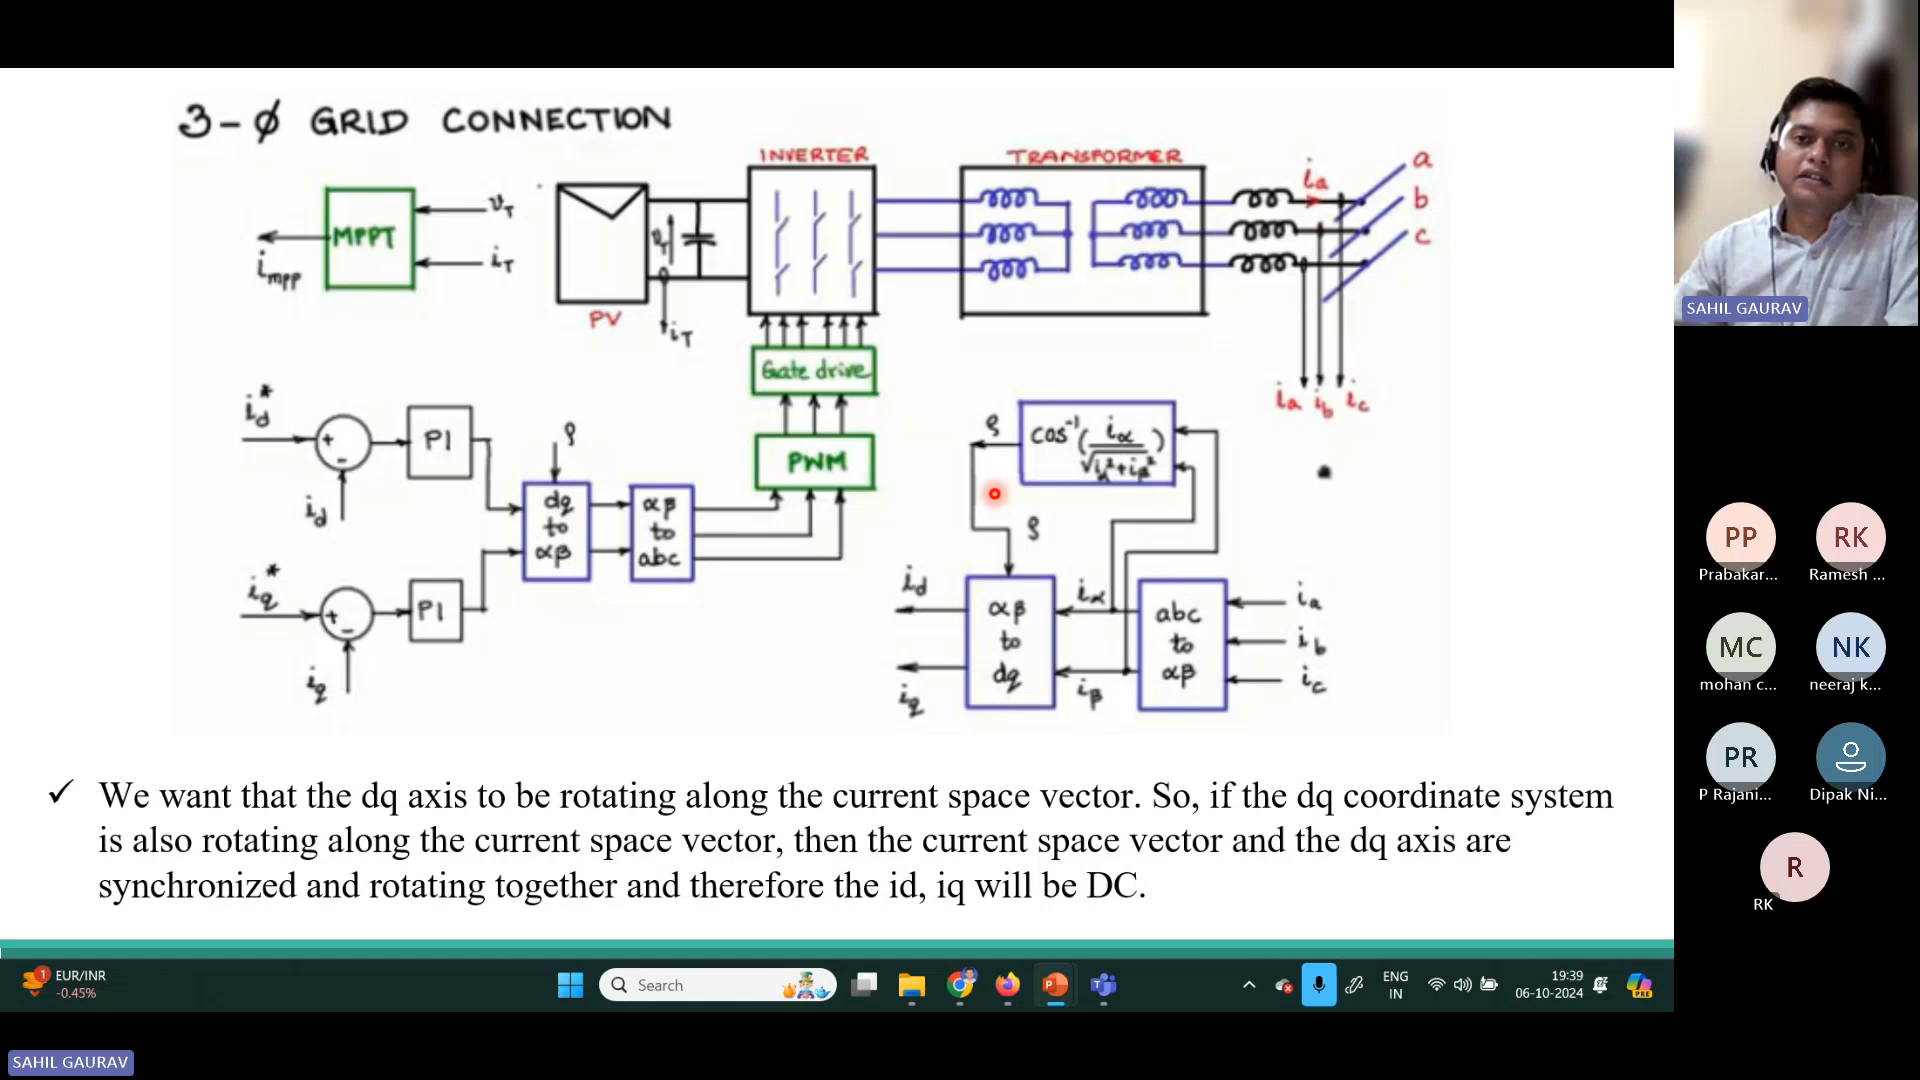 3-φ GRID CONNECTION
INVERTER
TRANSFORMER
ia
a
b
c
MPPT
vT
iT
impp
vT
iT
PV
Gate drive
PWM
id*
+
-
PI
id
ρ
dq
to
αβ
αβ
to
abc
iq*
+
-
PI
iq
ia ib ic
ρ
cos⁻¹(iα/√iα²+iβ²)
ρ
id
iq
αβ
to
dq
iα
iβ
abc
to
αβ
ia
ib
ic
✓ We want that the dq axis to be rotating along the current space vector. So, if the dq coordinate system
is also rotating along the current space vector, then the current space vector and the dq axis are
synchronized and rotating together and therefore the id, iq will be DC.
SAHIL GAURAV
PP
Prabakar...
RK
Ramesh ...
MC
mohan c...
NK
neeraj k...
PR
P Rajani...
Dipak Ni...
R
RK
1
EUR/INR
-0.45%
Search
ENG
IN
19:39
06-10-2024
PRE
SAHIL GAURAV